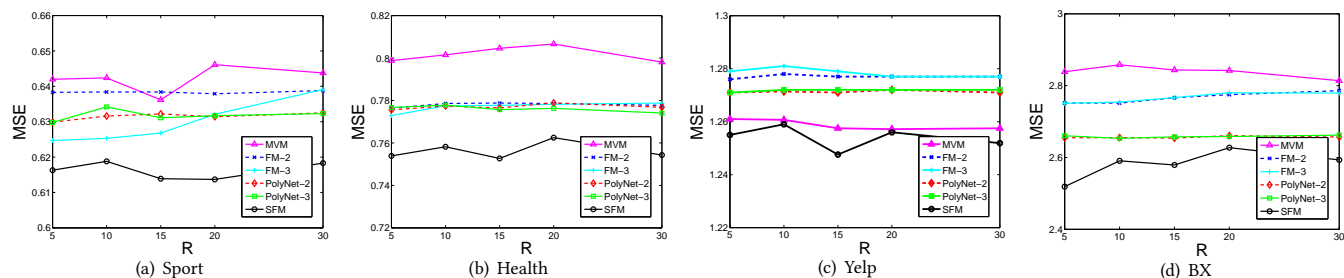 0.66
0.65
0.64
0.63
0.62
0.61
0.6
MSE
5
10
15
20
30
R
MVM
FM−2
FM−3
PolyNet−2
PolyNet−3
SFM
(a) Sport
0.82
0.8
0.78
0.76
0.74
0.72
MSE
5
10
15
20
30
R
MVM
FM−2
FM−3
PolyNet−2
PolyNet−3
SFM
(b) Health
1.3
1.28
1.26
1.24
1.22
MSE
5
10
15
20
30
R
MVM
FM−2
FM−3
PolyNet−2
PolyNet−3
SFM
(c) Yelp
3
2.8
2.6
2.4
MSE
5
10
15
20
30
R
MVM
FM−2
FM−3
PolyNet−2
PolyNet−3
SFM
(d) BX